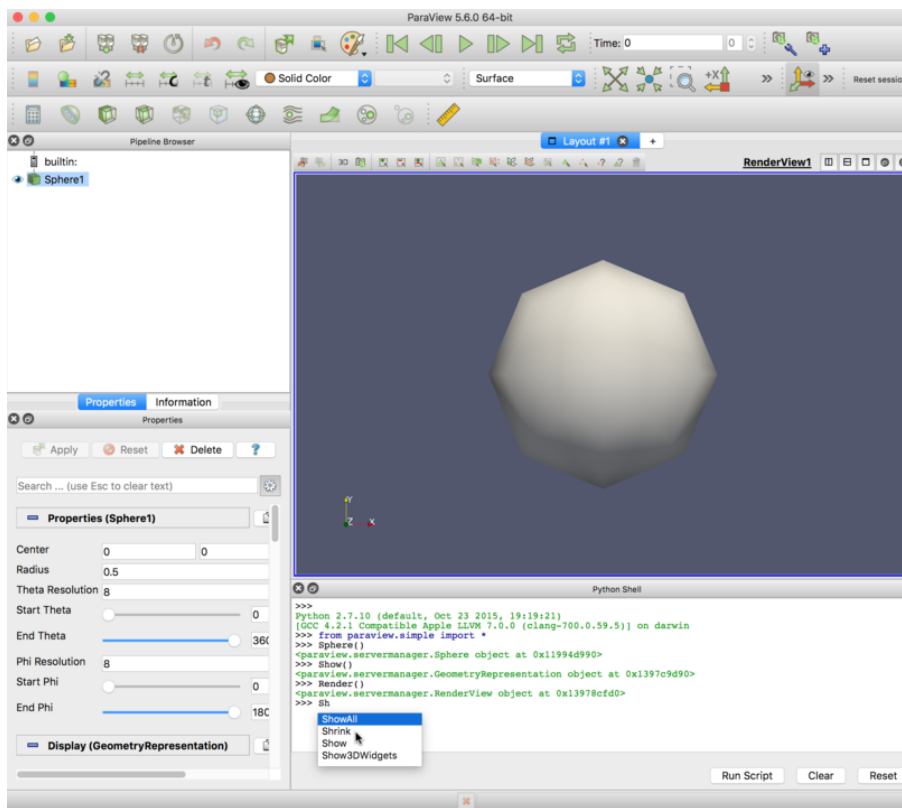 ParaView 5.6.0 64-bit
Time: 0
0
Solid Color
Surface
+X
Reset sessio
Pipeline Browser
Layout #1
+
builtin:
Sphere1
3D
RenderView1
Properties
Information
Properties
Apply
Reset
Delete
?
Search ... (use Esc to clear text)
Properties (Sphere1)
Center
0
0
Radius
0.5
Theta Resolution
8
Start Theta
0
End Theta
360
Phi Resolution
8
Start Phi
0
End Phi
180
Display (GeometryRepresentation)
Y
Z
X
Python Shell
>>>
Python 2.7.10 (default, Oct 23 2015, 19:19:21)
[GCC 4.2.1 Compatible Apple LLVM 7.0.0 (clang-700.0.59.5)] on darwin
>>> from paraview.simple import *
>>> Sphere()
<paraview.servermanager.Sphere object at 0x11994d990>
>>> Show()
<paraview.servermanager.GeometryRepresentation object at 0x1397c9d90>
>>> Render()
<paraview.servermanager.RenderView object at 0x13978cfd0>
>>> Sh
ShowAll
Shrink
Show
Show3DWidgets
Run Script
Clear
Reset